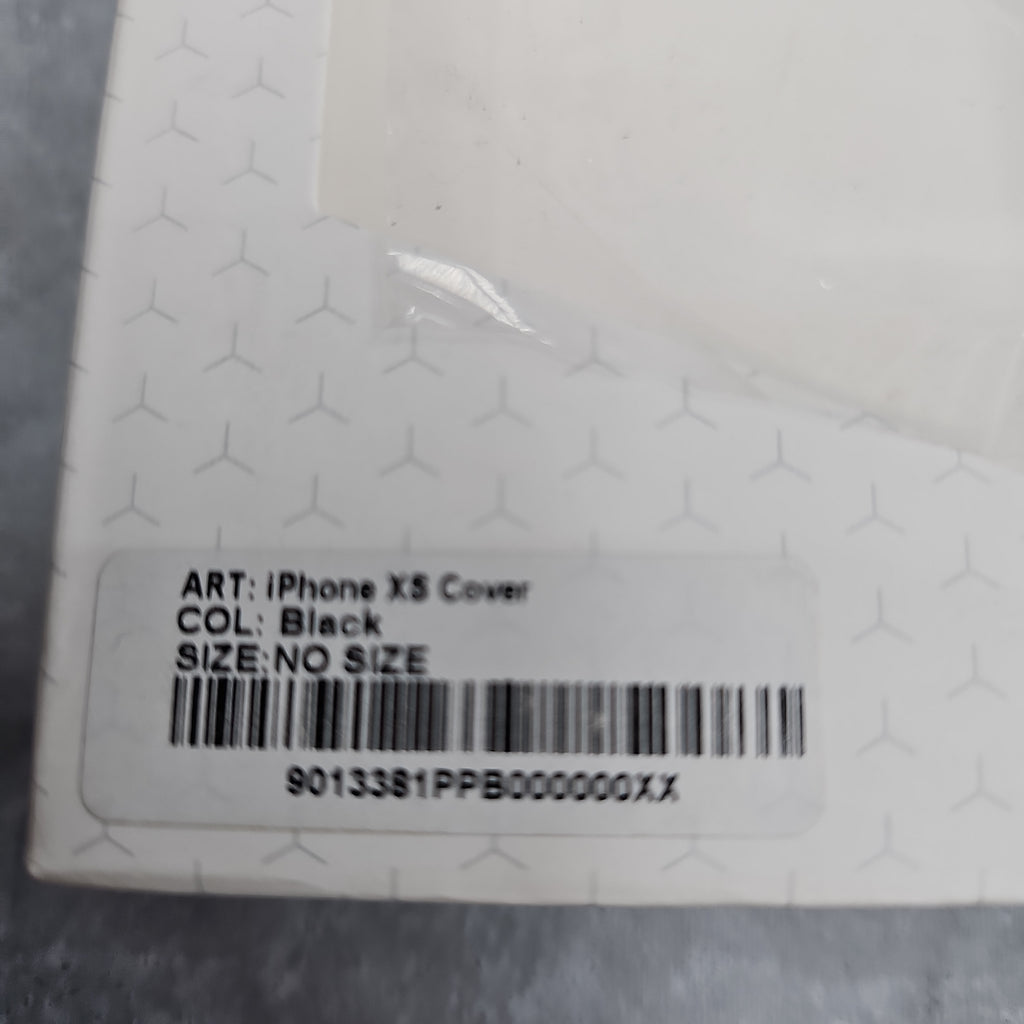 ART: iPhone XS Cover
COL: Black
SIZE:NO SIZE
9013381PPB000000XX